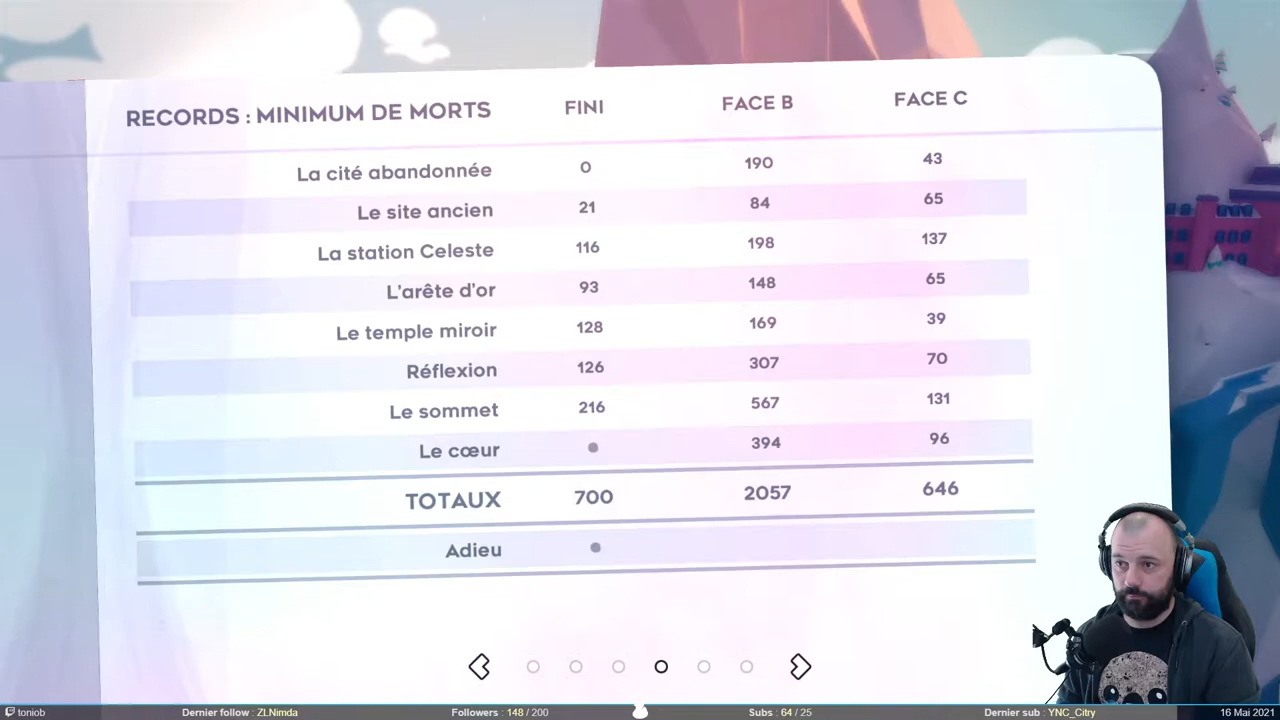 RECORDS : MINIMUM DE MORTS FINI FACE B FACE C
La cité abandonnée 0 190 43
Le site ancien 21 84 65
La station Celeste 116 198 137
L'arête d'or 93 148 65
Le temple miroir 128 169 39
Réflexion 126 307 70
Le sommet 216 567 131
Le cœur • 394 96
TOTAUX 700 2057 646
Adieu •
toniob Dernier follow : ZLNimda Followers : 148 / 200 Subs : 64 / 25 Dernier sub : YNC_Citry 16 Mai 2021